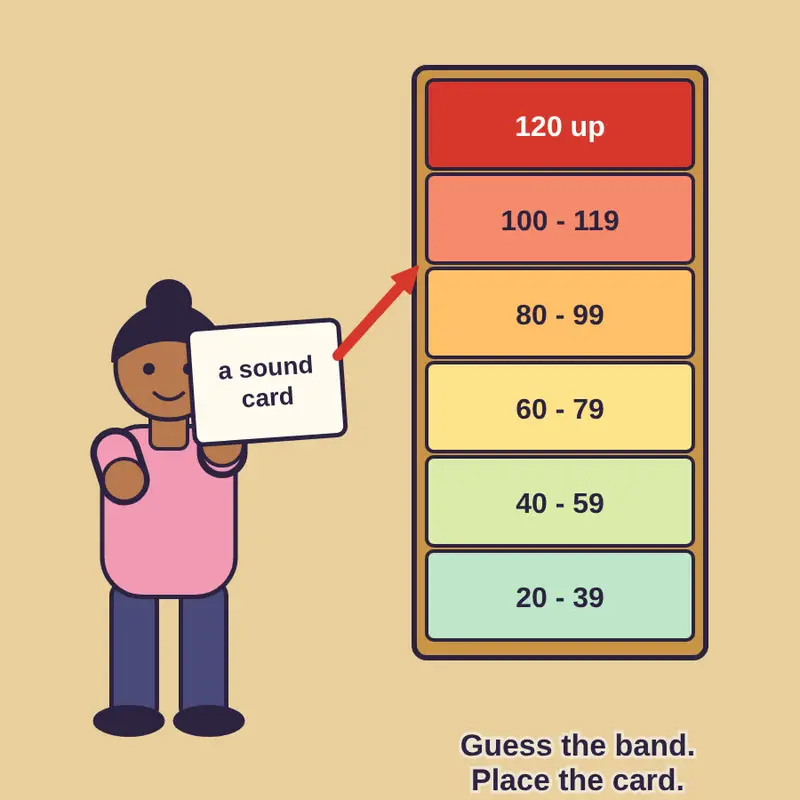 120 up
100 - 119
80 - 99
a sound
card
60 - 79
40 - 59
20 - 39
Guess the band.
Place the card.